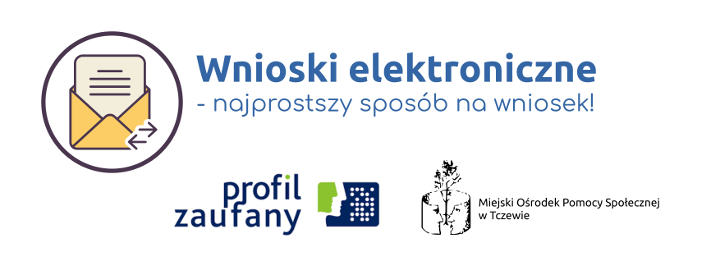 Wnioski elektroniczne
- najprostszy sposób na wniosek!
profil
zaufany
Miejski Ośrodek Pomocy Społecznej
w Tczewie